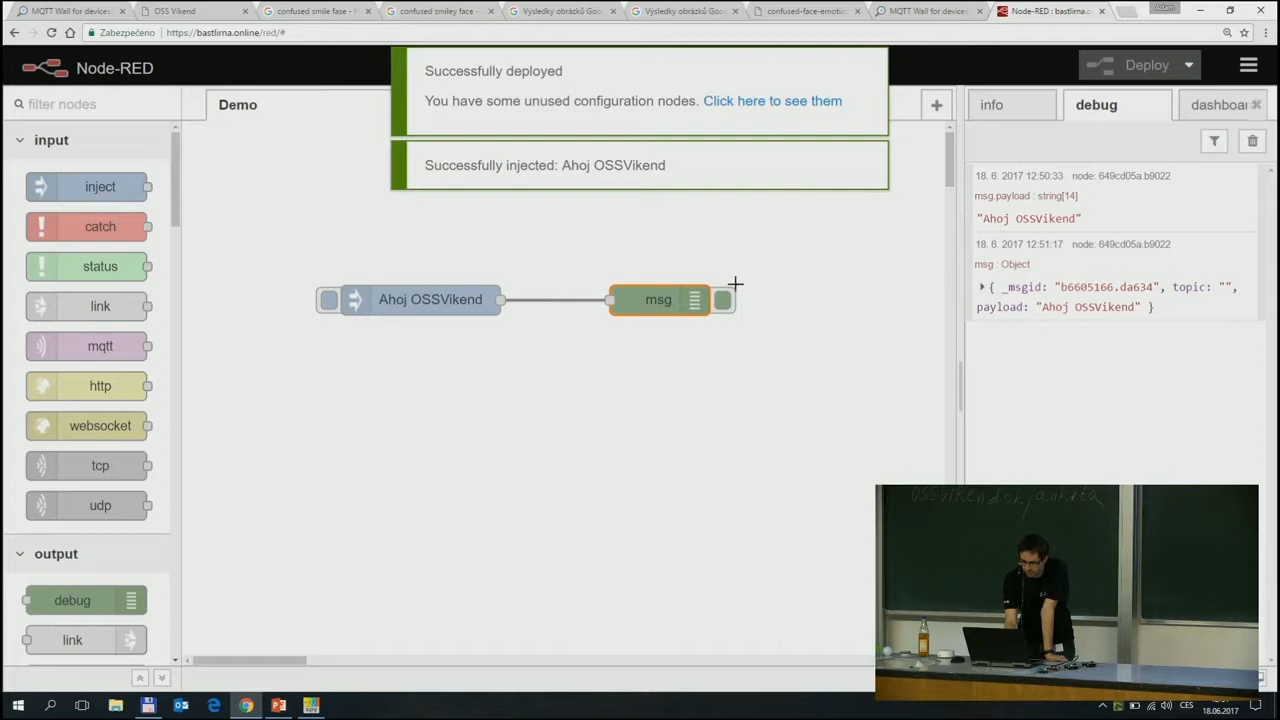 MQTT Wall for devices
OSS Víkend
confused smile fase - H
confused smiley face -
Výsledky obrázků Goo
Výsledky obrázků Goo
confused-face-emotic
MQTT Wall for devices
Node-RED : bastlirna.o
Adam
Zabezpečeno
https://bastlirna.online/red/#
Node-RED
Successfully deployed
You have some unused configuration nodes. Click here to see them
Successfully injected: Ahoj OSSVikend
Deploy
filter nodes
Demo
info
debug
dashboar
input
inject
catch
status
link
mqtt
http
websocket
tcp
udp
output
debug
link
Ahoj OSSVikend
msg
18. 6. 2017 12:50:33 node: 649cd05a.b9022
msg.payload : string[14]
"Ahoj OSSVikend"
18. 6. 2017 12:51:17 node: 649cd05a.b9022
msg : Object
{ _msgid: "b6605166.da634", topic: "",
payload: "Ahoj OSSVikend" }
CES
18.06.2017